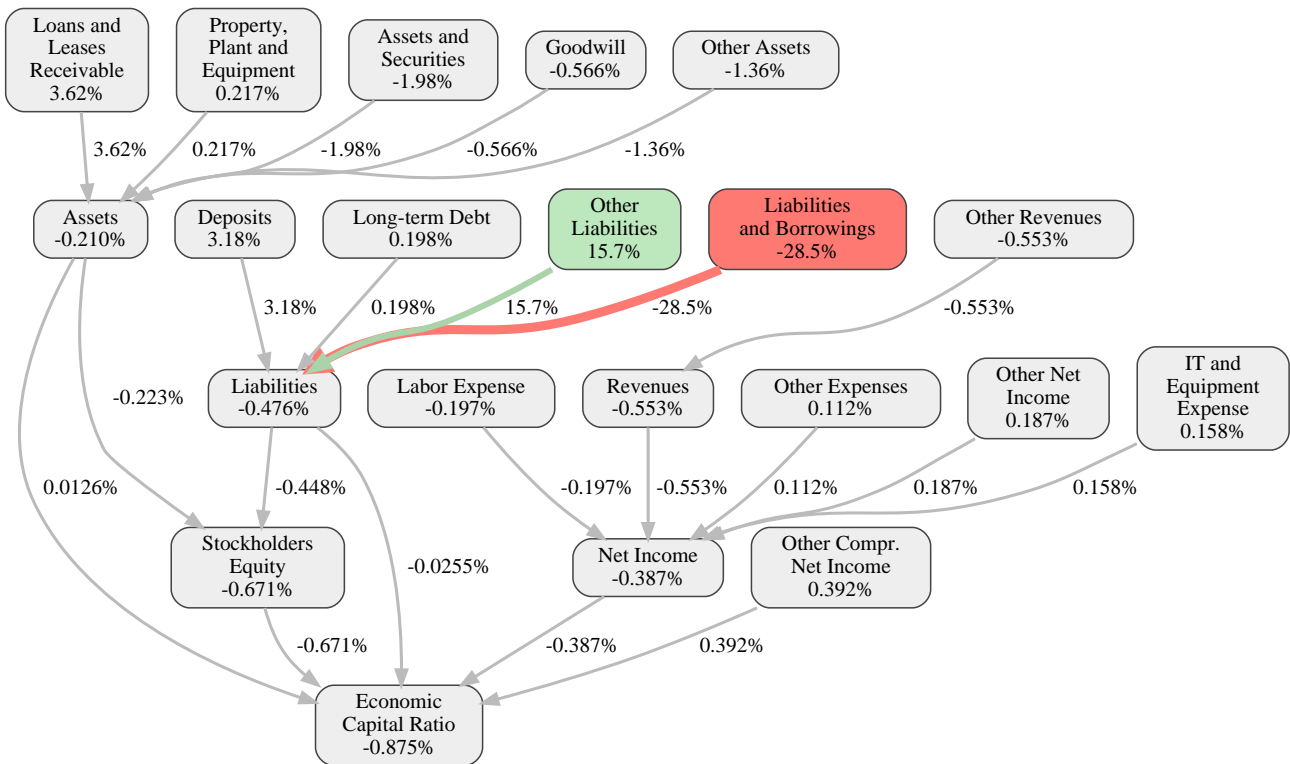 Loans and
Leases
Receivable
3.62%
Property,
Plant and
Equipment
0.217%
Assets and
Securities
-1.98%
Goodwill
-0.566%
Other Assets
-1.36%
3.62%
0.217%
-1.98%
-0.566%
-1.36%
Assets
-0.210%
Deposits
3.18%
Long-term Debt
0.198%
Other
Liabilities
15.7%
Liabilities
and Borrowings
-28.5%
Other Revenues
-0.553%
3.18%
0.198%
15.7%
-28.5%
-0.553%
-0.223%
Liabilities
-0.476%
Labor Expense
-0.197%
Revenues
-0.553%
Other Expenses
0.112%
Other Net
Income
0.187%
IT and
Equipment
Expense
0.158%
0.0126%
-0.448%
-0.197%
-0.553%
0.112%
0.187%
0.158%
Stockholders
Equity
-0.671%
-0.0255%
Net Income
-0.387%
Other Compr.
Net Income
0.392%
-0.671%
-0.387%
0.392%
Economic
Capital Ratio
-0.875%